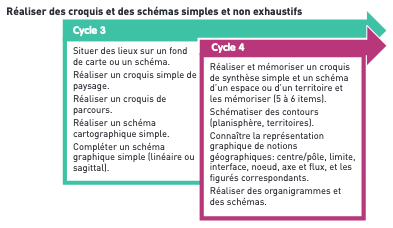 Réaliser des croquis et des schémas simples et non exhaustifs
Cycle 3
Situer des lieux sur un fond
de carte ou un schéma.
Réaliser un croquis simple de
paysage.
Réaliser un croquis de
parcours.
Réaliser un schéma
cartographique simple.
Compléter un schéma
graphique simple (linéaire ou
sagittal).
Cycle 4
Réaliser et mémoriser un croquis
de synthèse simple et un schéma
d'un espace ou d'un territoire et
les mémoriser (5 à 6 items).
Schématiser des contours
(planisphère, territoires).
Connaître la représentation
graphique de notions
géographiques: centre/pôle, limite,
interface, noeud, axe et flux, et les
figurés correspondants.
Réaliser des organigrammes et
des schémas.